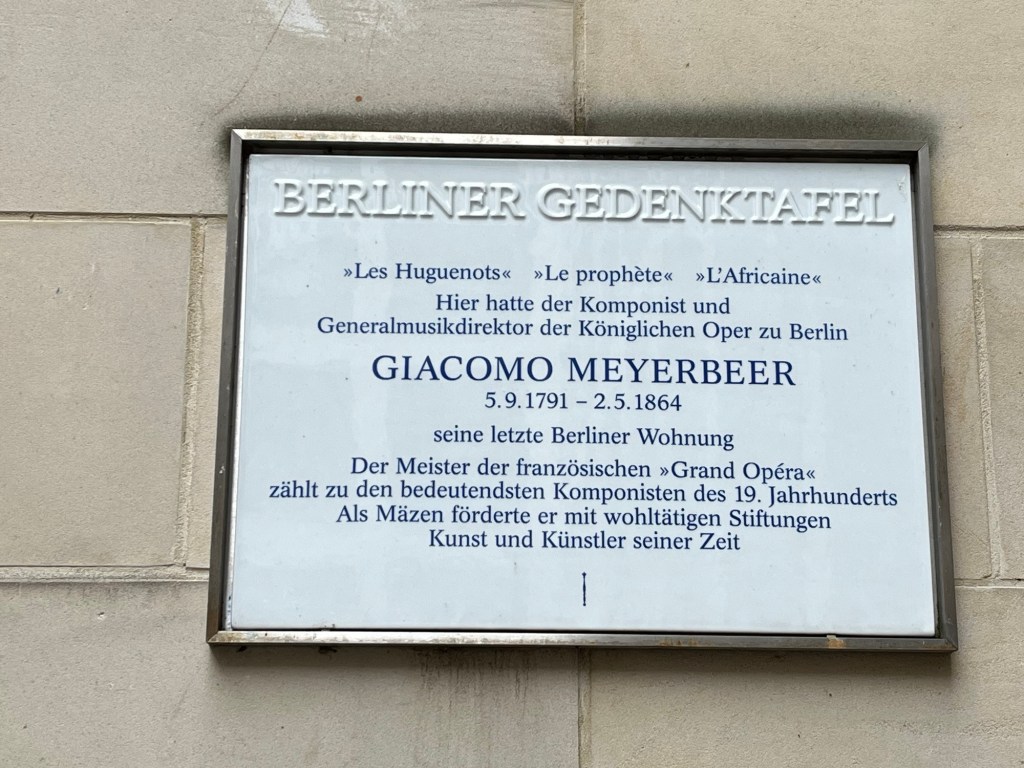 BERLINER GEDENKTAFEL
»Les Huguenots« »Le prophète« »L’Africaine«
Hier hatte der Komponist und
Generalmusikdirektor der Königlichen Oper zu Berlin
GIACOMO MEYERBEER
5.9.1791 – 2.5.1864
seine letzte Berliner Wohnung
Der Meister der französischen »Grand Opéra«
zählt zu den bedeutendsten Komponisten des 19. Jahrhunderts
Als Mäzen förderte er mit wohltätigen Stiftungen
Kunst und Künstler seiner Zeit